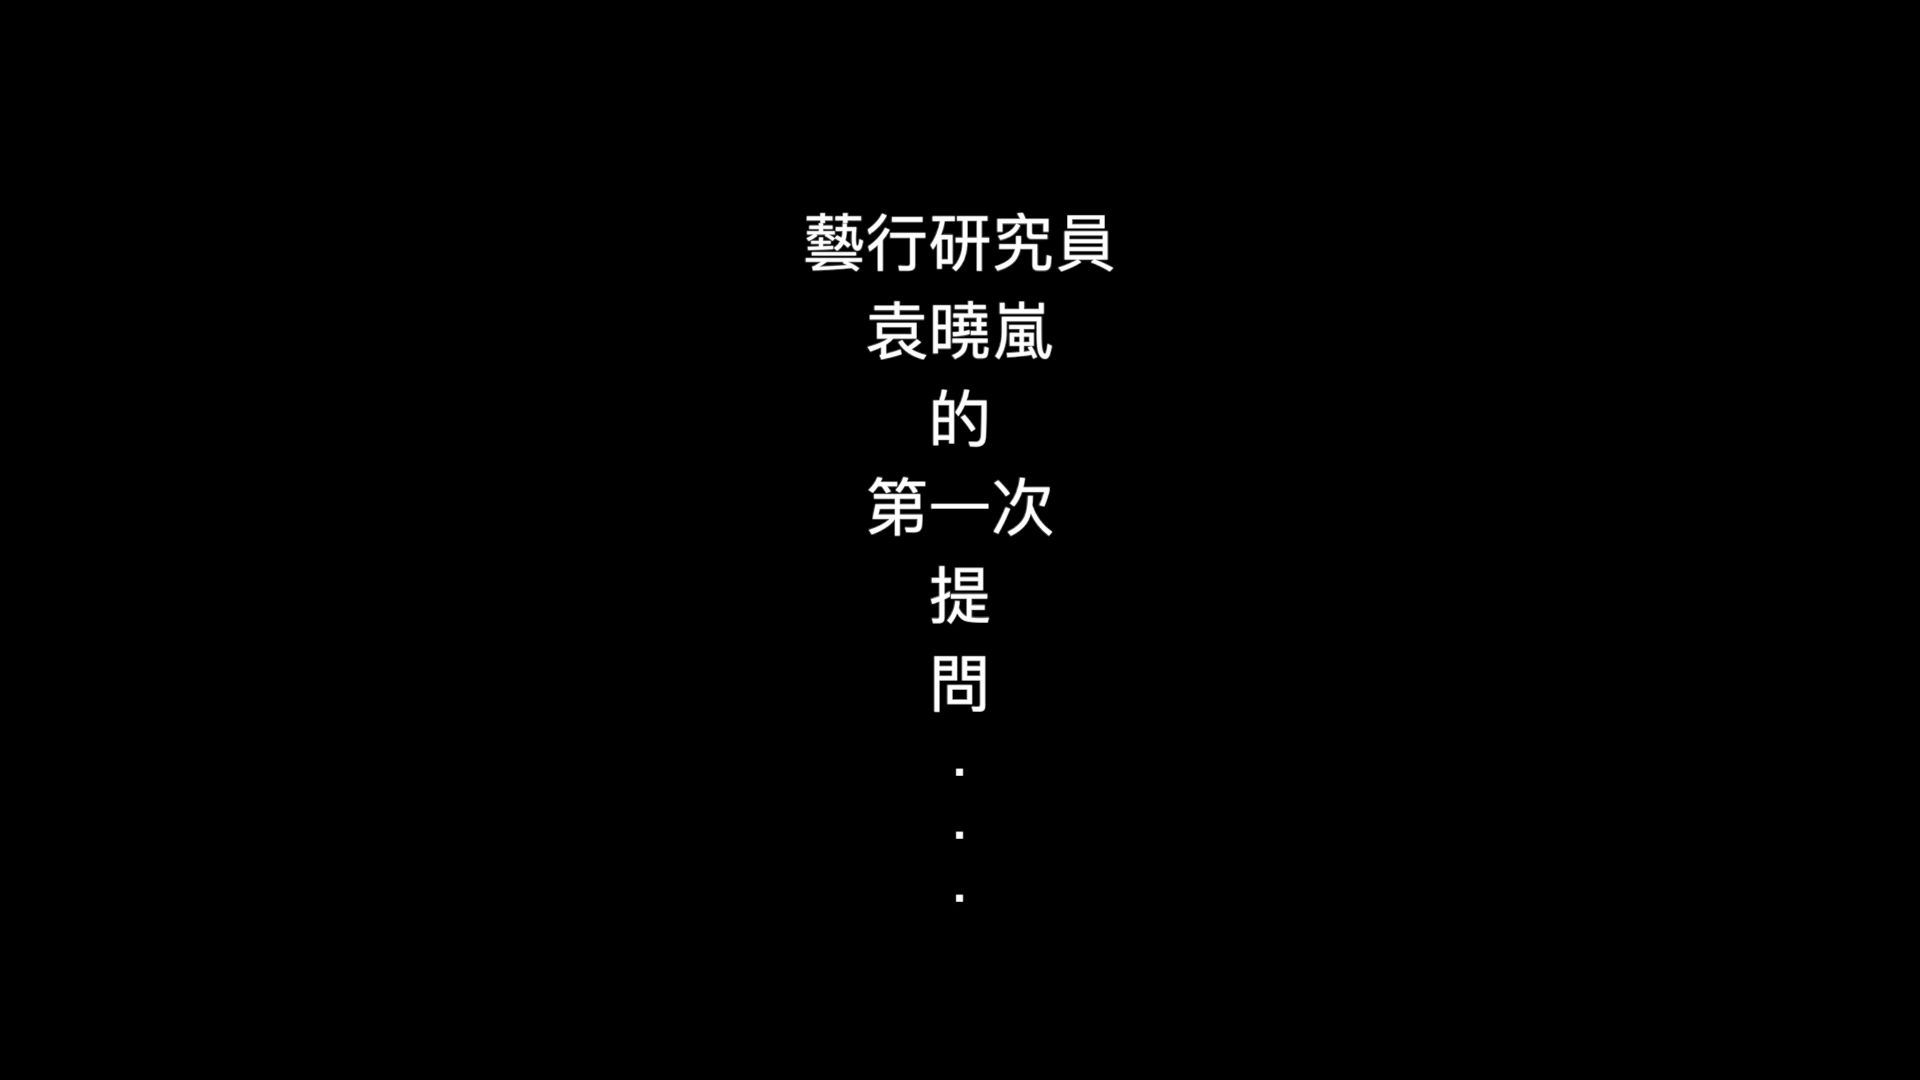 藝行研究員
袁曉嵐
的
第一次
提
問
.
.
.